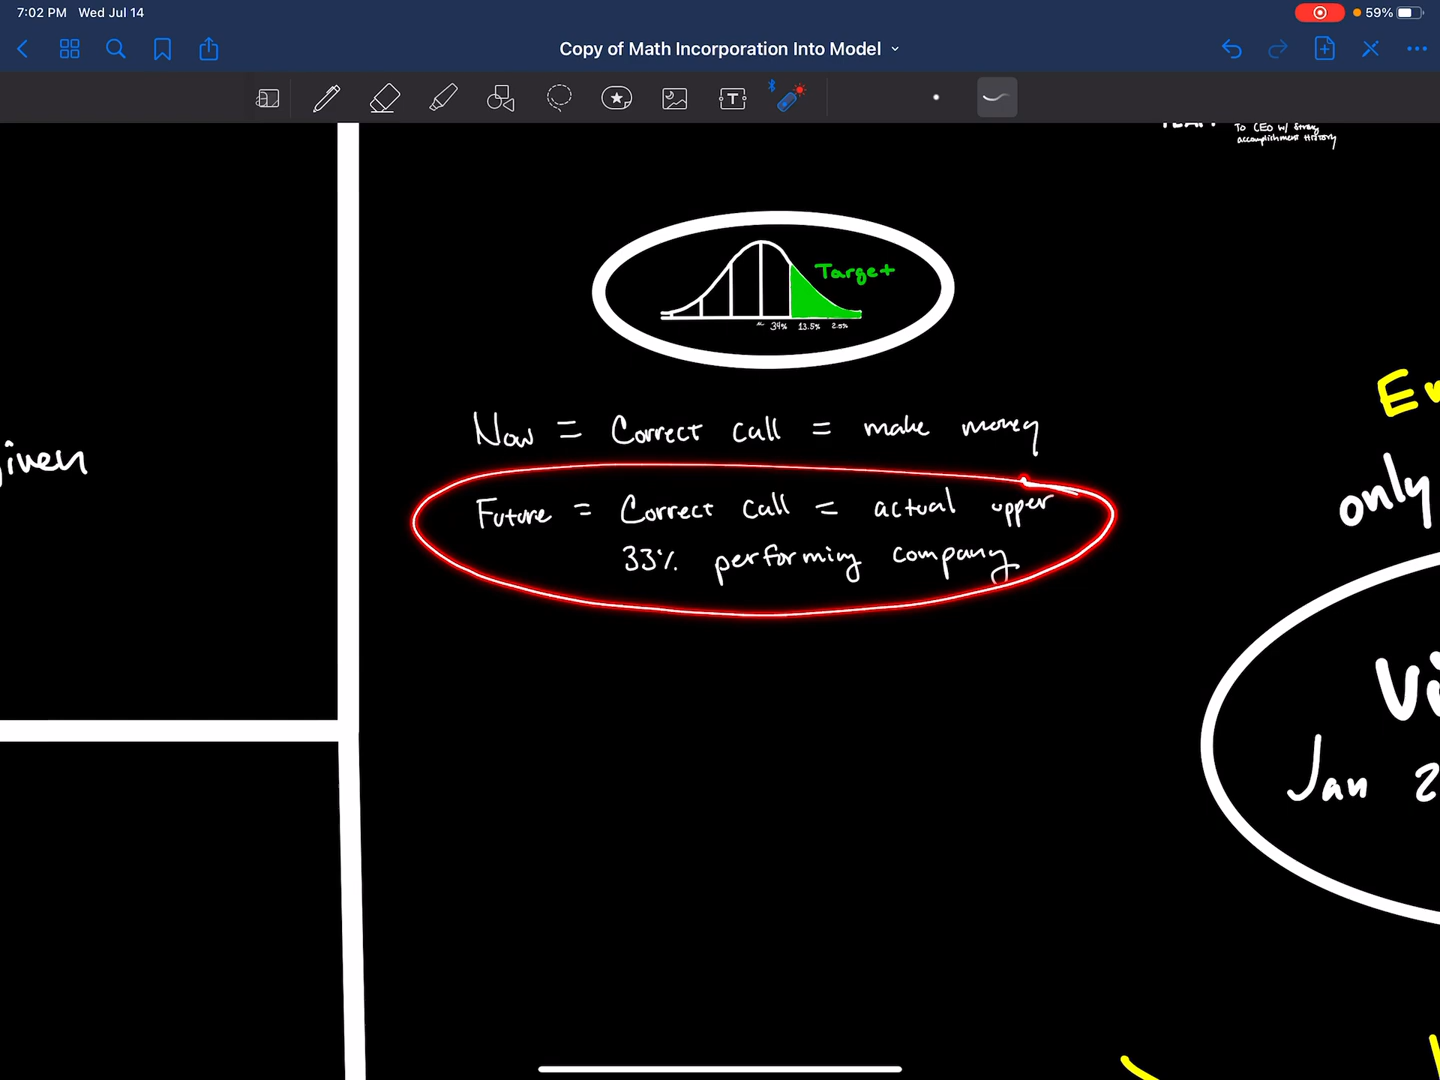 7:02 PM Wed Jul 14
59%
Copy of Math Incorporation Into Model
T
To CEO w/ strong
accomplishment History
Target
34% 13.5% 2.5%
Now = Correct call = make money
Future = Correct call = actual upper
33% performing company
iven
only
Jan 2